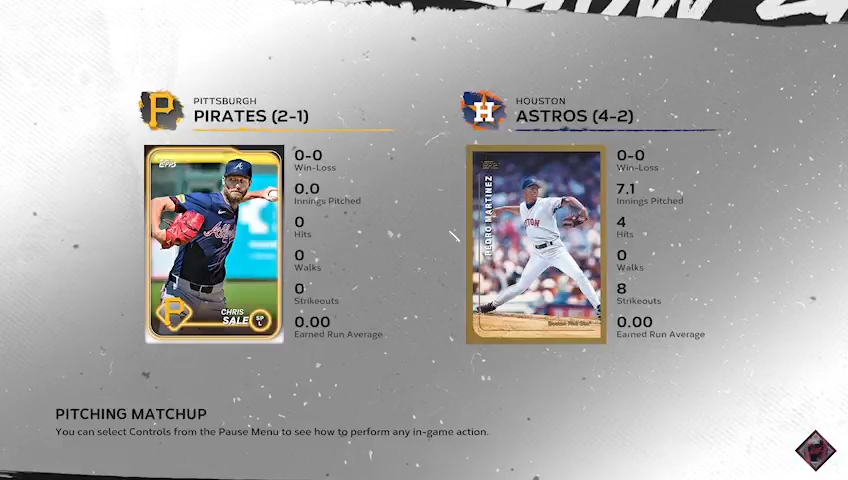 PITTSBURGH
PIRATES (2-1)
HOUSTON
ASTROS (4-2)
Topps
CHRIS
SALE
SP
L
0-0
Win-Loss
0.0
Innings Pitched
0
Hits
0
Walks
0
Strikeouts
0.00
Earned Run Average
PEDRO MARTINEZ
Boston Red Sox
0-0
Win-Loss
7.1
Innings Pitched
4
Hits
0
Walks
8
Strikeouts
0.00
Earned Run Average
PITCHING MATCHUP
You can select Controls from the Pause Menu to see how to perform any in-game action.